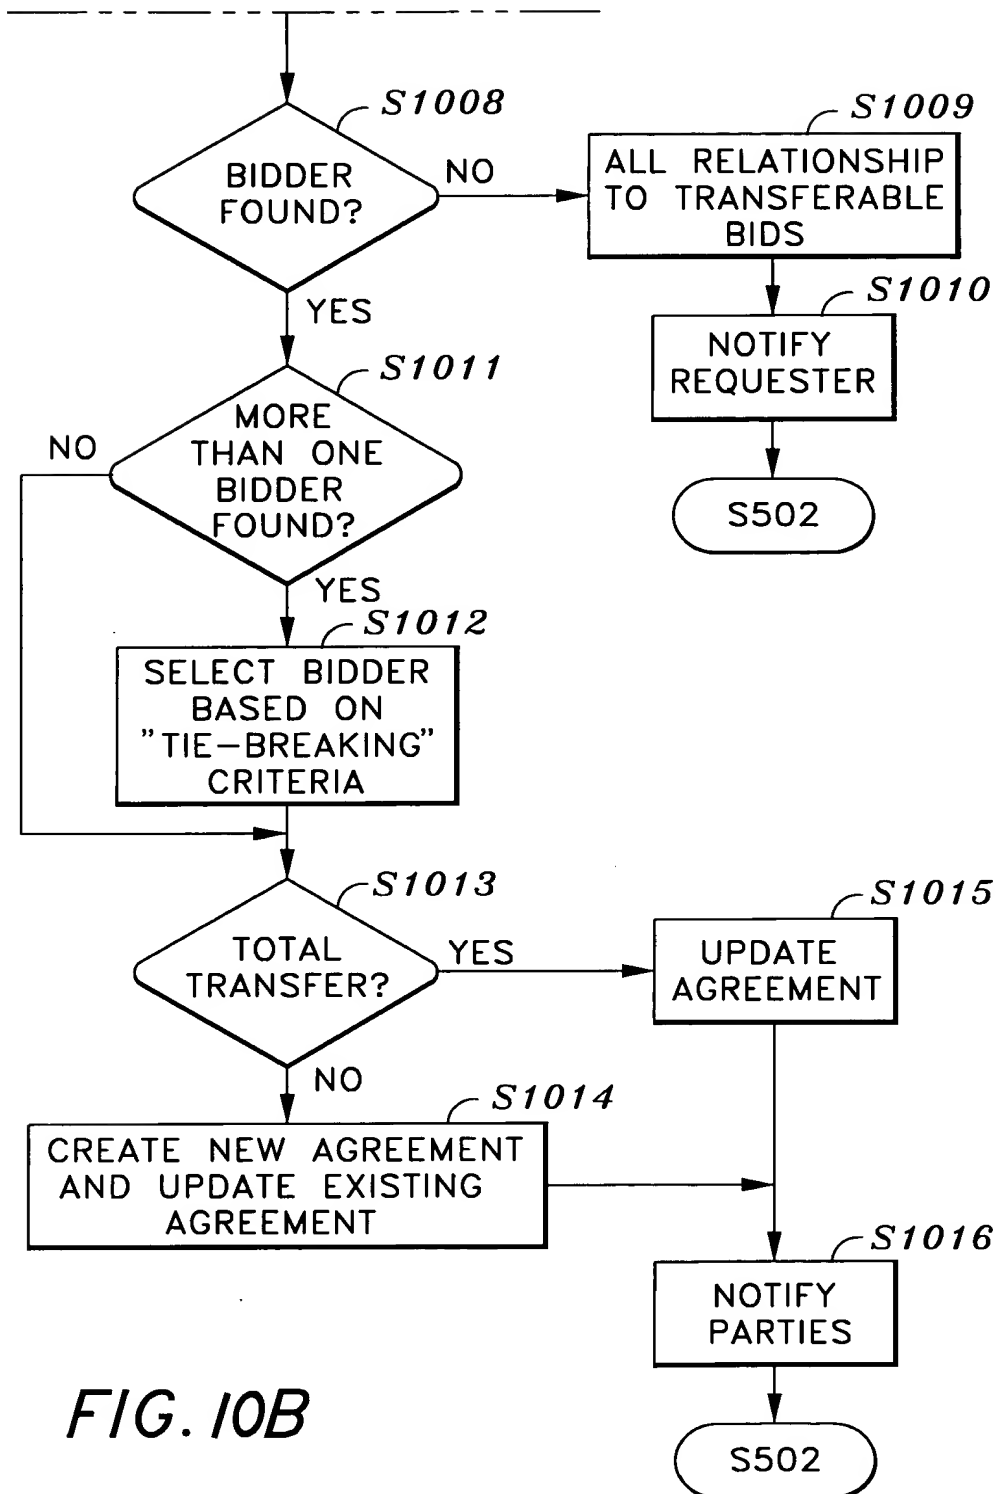 S1008
BIDDER
FOUND?
NO
YES
S1009
ALL RELATIONSHIP
TO TRANSFERABLE
BIDS
S1010
NOTIFY
REQUESTER
S502
S1011
MORE
THAN ONE
BIDDER
FOUND?
NO
YES
S1012
SELECT BIDDER
BASED ON
"TIE-BREAKING"
CRITERIA
S1013
TOTAL
TRANSFER?
YES
NO
S1015
UPDATE
AGREEMENT
S1014
CREATE NEW AGREEMENT
AND UPDATE EXISTING
AGREEMENT
S1016
NOTIFY
PARTIES
S502
FIG. 10B